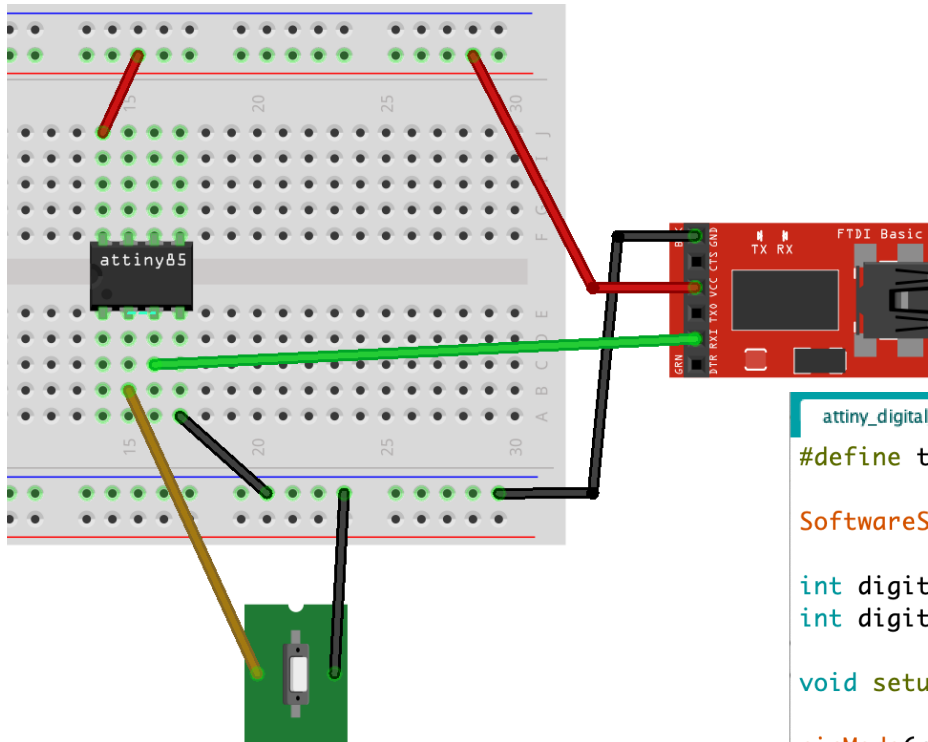 15 20 25 30
J
I
H
G
F
attiny85
E
D
C
B
A
15 20 25 30
BLK
GND
CTS
VCC
TXO
RXI
DTR
GRN
TX RX
FTDI Basic
attiny_digital
#define t
SoftwareS
int digit
int digit
void setu